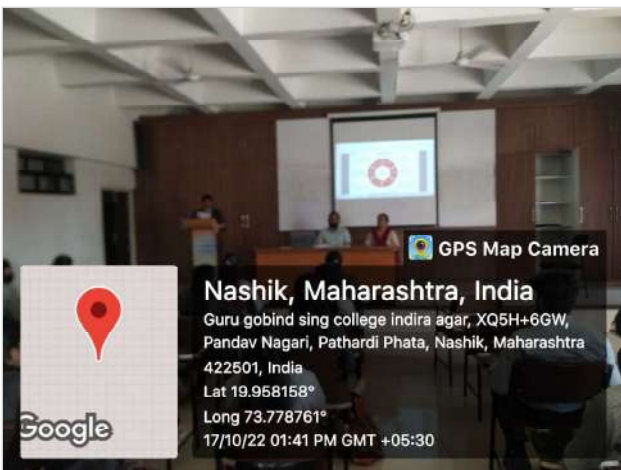 GPS Map Camera
Nashik, Maharashtra, India
Guru gobind sing college indira agar, XQ5H+6GW,
Pandav Nagari, Pathardi Phata, Nashik, Maharashtra
422501, India
Lat 19.958158°
Long 73.778761°
17/10/22 01:41 PM GMT +05:30
Google